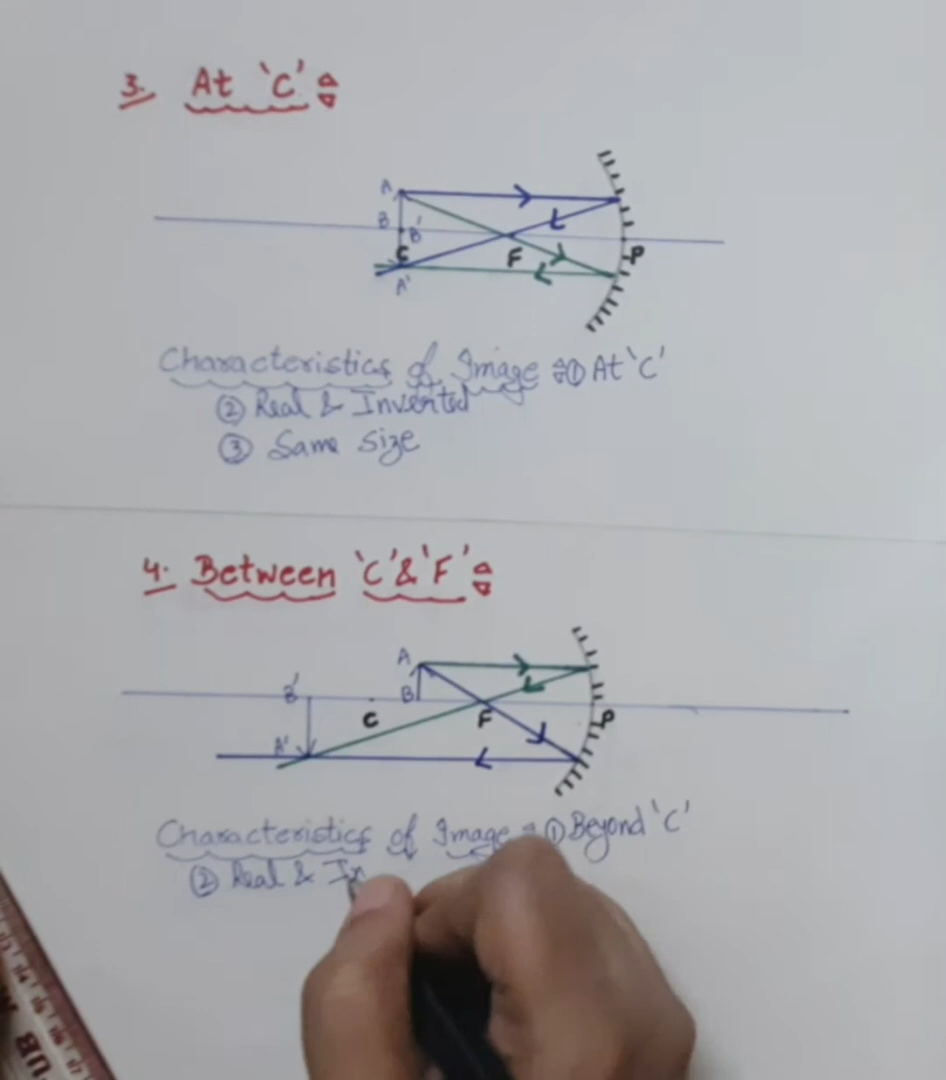 3. At 'C' :
A
B B'
C F P
A'
Characteristics of Image :- ① At 'C'
② Real & Inverted
③ Same Size
4. Between 'C' & 'F' :
A
B' B
C F P
A'
Characteristics of Image :- ① Beyond 'C'
② Real & In